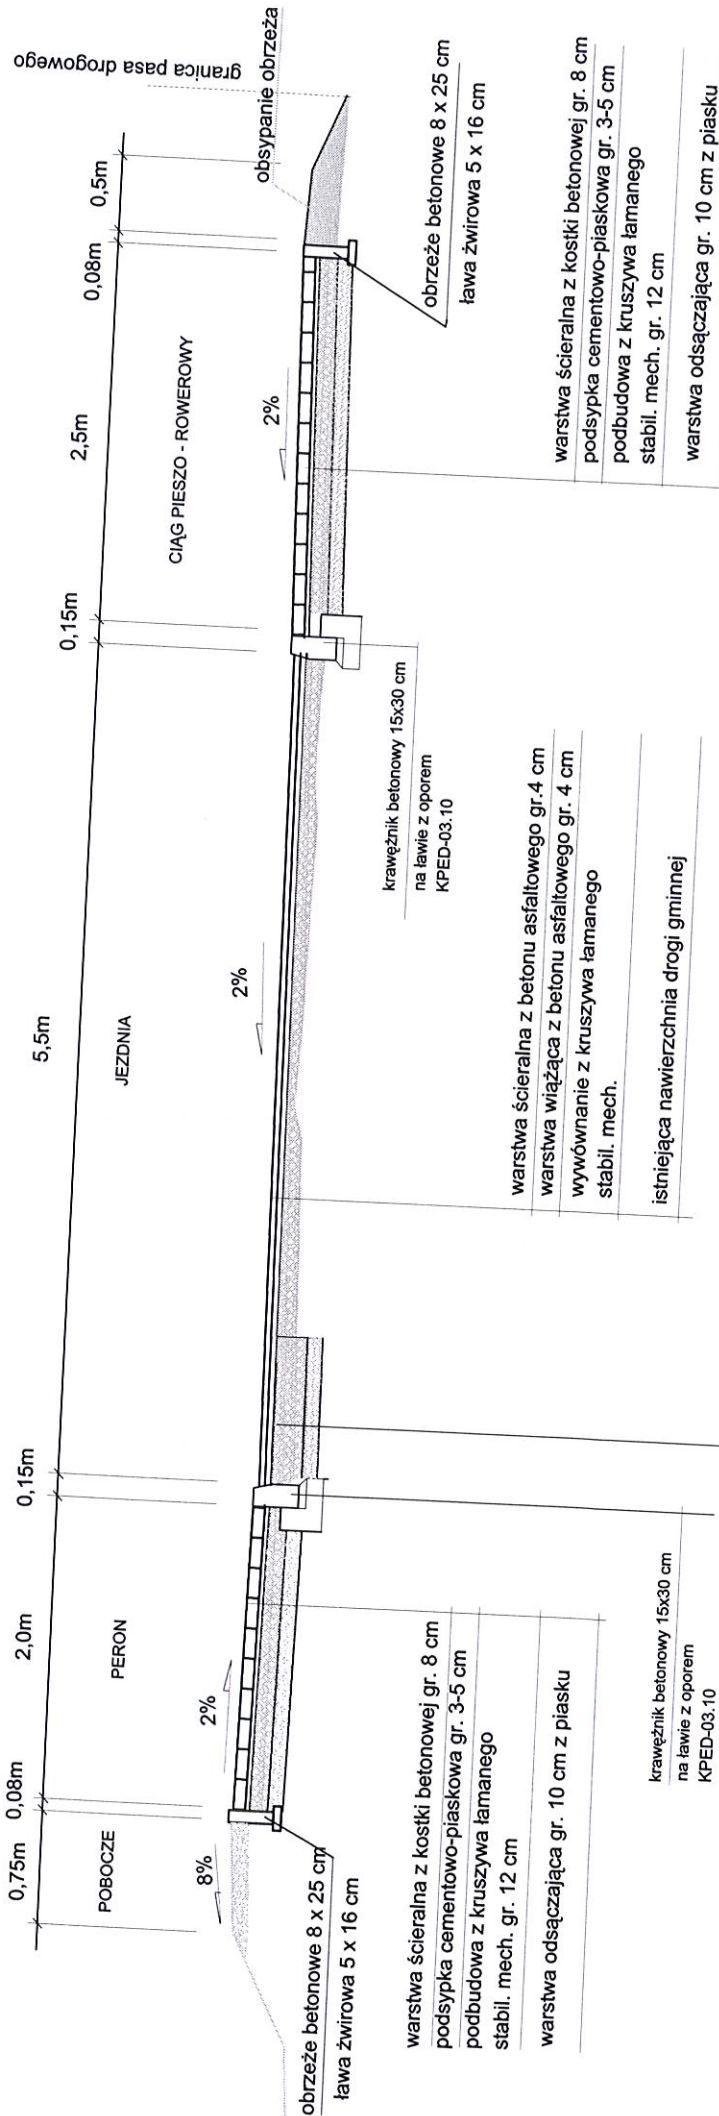 0,75m
0,08m
2,0m
0,15m
5,5m
0,15m
2,5m
0,08m
0,5m
granica pasa drogowego
POBOCZE
PERON
JEZDNIA
CIĄG PIESZO - ROWEROWY
obsypanie obrzeża
8%
2%
2%
2%
obrzeże betonowe 8 x 25 cm
ława żwirowa 5 x 16 cm
krawężnik betonowy 15x30 cm
na ławie z oporem
KPED-03.10
obrzeże betonowe 8 x 25 cm
ława żwirowa 5 x 16 cm
warstwa ścieralna z kostki betonowej gr. 8 cm
podsypka cementowo-piaskowa gr. 3-5 cm
podbudowa z kruszywa łamanego
stabil. mech. gr. 12 cm
warstwa odsączająca gr. 10 cm z piasku
warstwa ścieralna z betonu asfaltowego gr.4 cm
warstwa wiążąca z betonu asfaltowego gr. 4 cm
wywównanie z kruszywa łamanego
stabil. mech.
istniejąca nawierzchnia drogi gminnej
warstwa ścieralna z kostki betonowej gr. 8 cm
podsypka cementowo-piaskowa gr. 3-5 cm
podbudowa z kruszywa łamanego
stabil. mech. gr. 12 cm
warstwa odsączająca gr. 10 cm z piasku
krawężnik betonowy 15x30 cm
na ławie z oporem
KPED-03.10